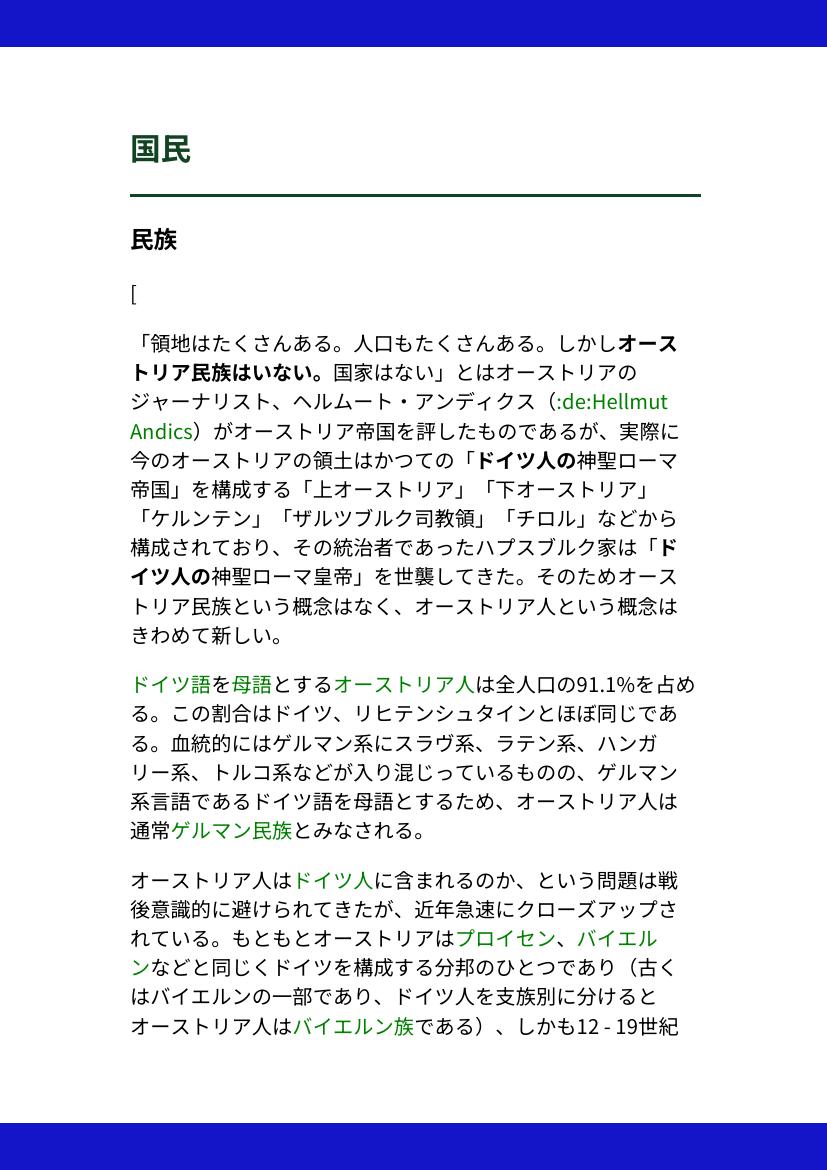 国民
民族
[
「領地はたくさんある。人口もたくさんある。しかしオース
トリア民族はいない。国家はない」とはオーストリアの
ジャーナリスト、ヘルムート・アンディクス（:de:Hellmut
Andics）がオーストリア帝国を評したものであるが、実際に
今のオーストリアの領土はかつての「ドイツ人の神聖ローマ
帝国」を構成する「上オーストリア」「下オーストリア」
「ケルンテン」「ザルツブルク司教領」「チロル」などから
構成されており、その統治者であったハプスブルク家は「ド
イツ人の神聖ローマ皇帝」を世襲してきた。そのためオース
トリア民族という概念はなく、オーストリア人という概念は
きわめて新しい。
ドイツ語を母語とするオーストリア人は全人口の91.1%を占め
る。この割合はドイツ、リヒテンシュタインとほぼ同じであ
る。血統的にはゲルマン系にスラヴ系、ラテン系、ハンガ
リー系、トルコ系などが入り混じっているものの、ゲルマン
系言語であるドイツ語を母語とするため、オーストリア人は
通常ゲルマン民族とみなされる。
オーストリア人はドイツ人に含まれるのか、という問題は戦
後意識的に避けられてきたが、近年急速にクローズアップさ
れている。もともとオーストリアはプロイセン、バイエル
ンなどと同じくドイツを構成する分邦のひとつであり（古く
はバイエルンの一部であり、ドイツ人を支族別に分けると
オーストリア人はバイエルン族である）、しかも12 - 19世紀